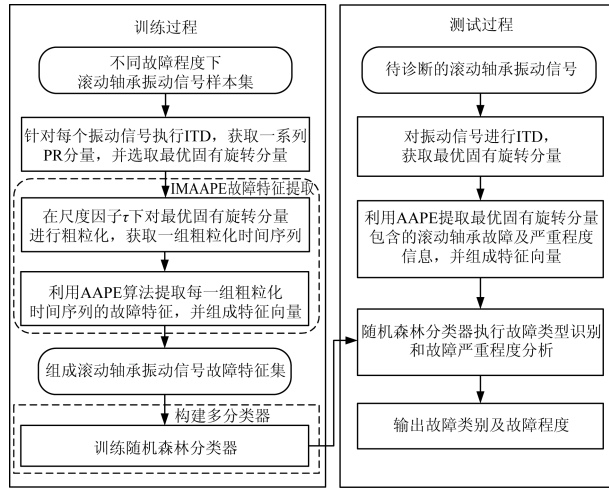 训练过程
不同故障程度下
滚动轴承振动信号样本集
针对每个振动信号执行ITD，获取一系列
PR分量，并选取最优固有旋转分量
IMAAPE故障特征提取
在尺度因子τ下对最优固有旋转分量
进行粗粒化，获取一组粗粒化时间序列
利用AAPE算法提取每一组粗粒化
时间序列的故障特征，并组成特征向量
组成滚动轴承振动信号故障特征集
构建多分类器
训练随机森林分类器
测试过程
待诊断的滚动轴承振动信号
对振动信号进行ITD，
获取最优固有旋转分量
利用AAPE提取最优固有旋转分量
包含的滚动轴承故障及严重程度
信息，并组成特征向量
随机森林分类器执行故障类型识别
和故障严重程度分析
输出故障类别及故障程度